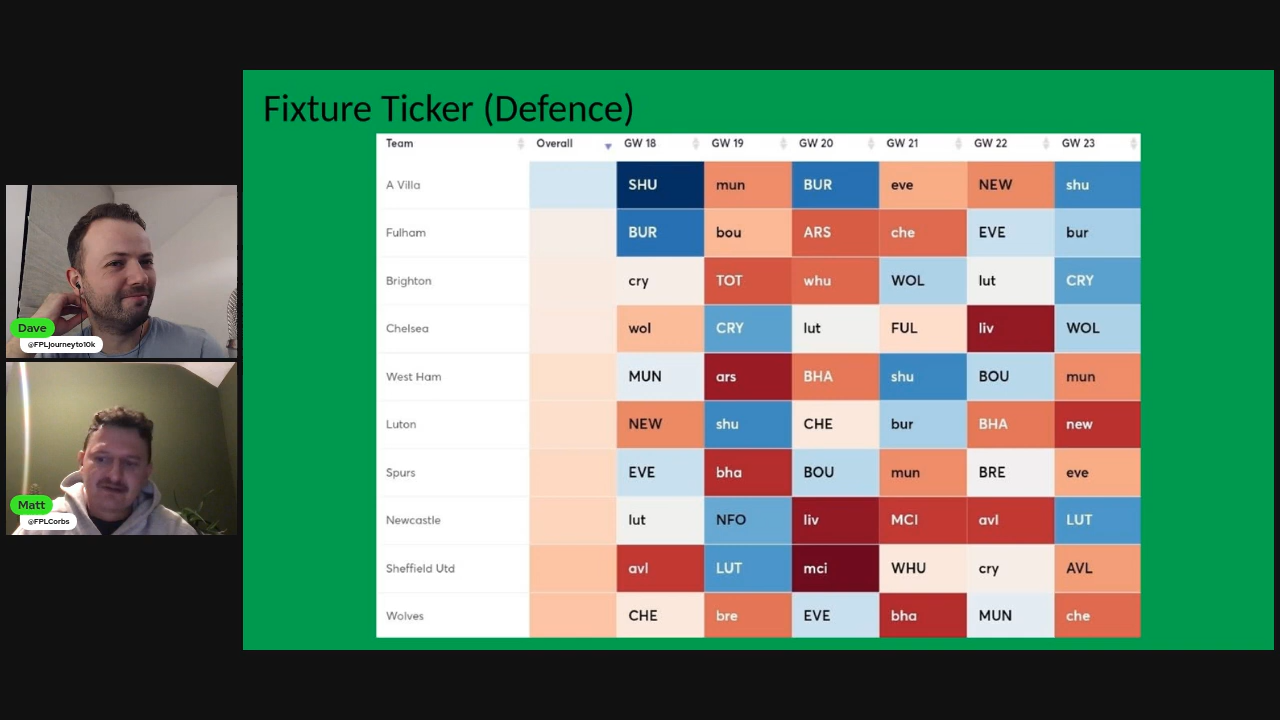 Fixture Ticker (Defence)
Team Overall GW 18 GW 19 GW 20 GW 21 GW 22 GW 23
A Villa SHU mun BUR eve NEW shu
Fulham BUR bou ARS che EVE bur
Brighton cry TOT whu WOL lut CRY
Chelsea wol CRY lut FUL liv WOL
West Ham MUN ars BHA shu BOU mun
Luton NEW shu CHE bur BHA new
Spurs EVE bha BOU mun BRE eve
Newcastle lut NFO liv MCI avl LUT
Sheffield Utd avl LUT mci WHU cry AVL
Wolves CHE bre EVE bha MUN che
Dave
@FPLjourneyto10k
Matt
@FPLCorbs